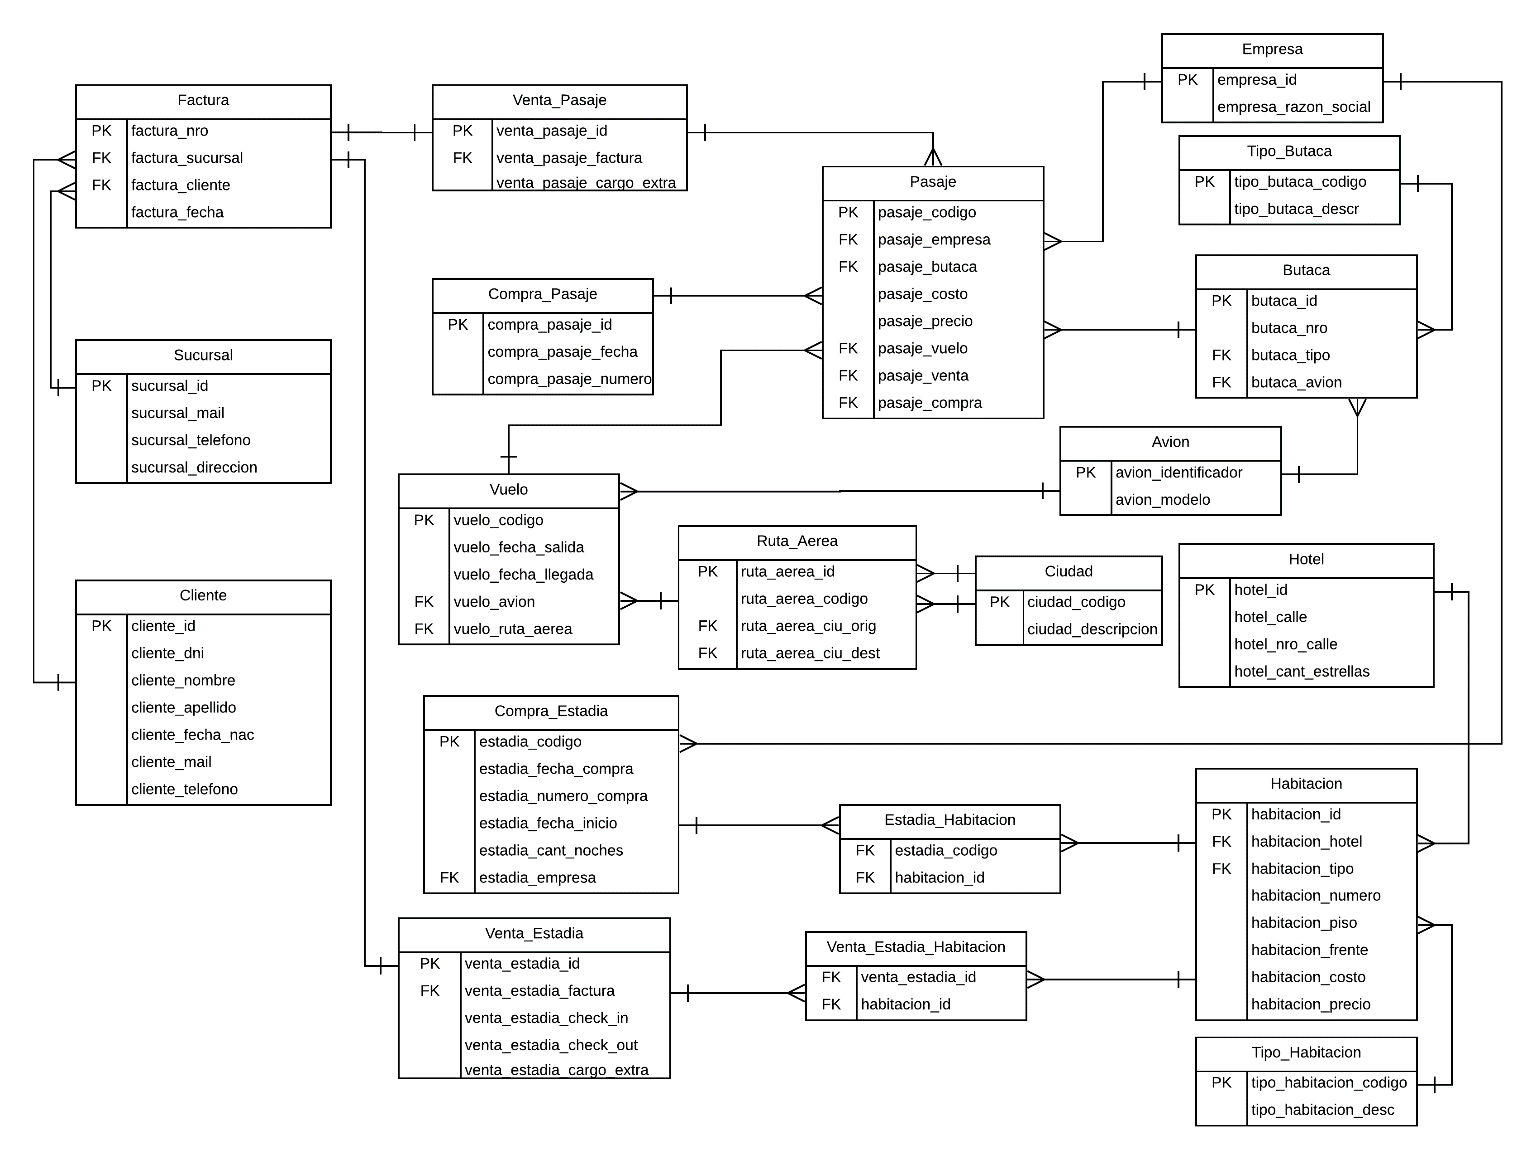 Factura
PK factura_nro
FK factura_sucursal
FK factura_cliente
factura_fecha
Venta_Pasaje
PK venta_pasaje_id
FK venta_pasaje_factura
venta_pasaje_cargo_extra
Empresa
PK empresa_id
empresa_razon_social
Tipo_Butaca
PK tipo_butaca_codigo
tipo_butaca_descr
Pasaje
PK pasaje_codigo
FK pasaje_empresa
FK pasaje_butaca
pasaje_costo
pasaje_precio
FK pasaje_vuelo
FK pasaje_venta
FK pasaje_compra
Butaca
PK butaca_id
butaca_nro
FK butaca_tipo
FK butaca_avion
Compra_Pasaje
PK compra_pasaje_id
compra_pasaje_fecha
compra_pasaje_numero
Sucursal
PK sucursal_id
sucursal_mail
sucursal_telefono
sucursal_direccion
Avion
PK avion_identificador
avion_modelo
Vuelo
PK vuelo_codigo
vuelo_fecha_salida
vuelo_fecha_llegada
FK vuelo_avion
FK vuelo_ruta_aerea
Ruta_Aerea
PK ruta_aerea_id
ruta_aerea_codigo
FK ruta_aerea_ciu_orig
FK ruta_aerea_ciu_dest
Ciudad
PK ciudad_codigo
ciudad_descripcion
Hotel
PK hotel_id
hotel_calle
hotel_nro_calle
hotel_cant_estrellas
Cliente
PK cliente_id
cliente_dni
cliente_nombre
cliente_apellido
cliente_fecha_nac
cliente_mail
cliente_telefono
Compra_Estadia
PK estadia_codigo
estadia_fecha_compra
estadia_numero_compra
estadia_fecha_inicio
estadia_cant_noches
FK estadia_empresa
Estadia_Habitacion
FK estadia_codigo
FK habitacion_id
Habitacion
PK habitacion_id
FK habitacion_hotel
FK habitacion_tipo
habitacion_numero
habitacion_piso
habitacion_frente
habitacion_costo
habitacion_precio
Venta_Estadia
PK venta_estadia_id
FK venta_estadia_factura
venta_estadia_check_in
venta_estadia_check_out
venta_estadia_cargo_extra
Venta_Estadia_Habitacion
FK venta_estadia_id
FK habitacion_id
Tipo_Habitacion
PK tipo_habitacion_codigo
tipo_habitacion_desc